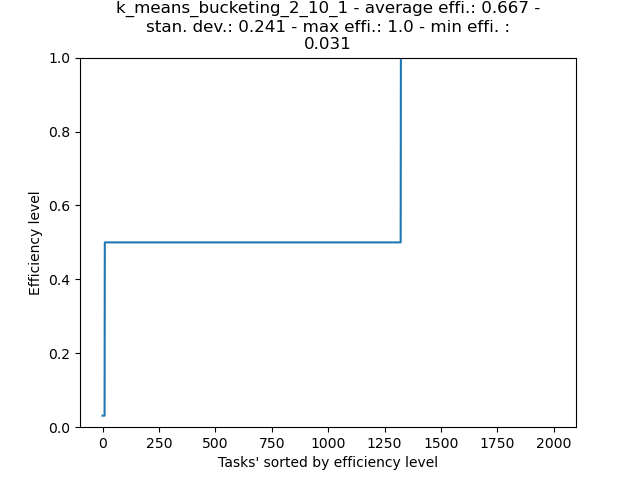 k_means_bucketing_2_10_1 - average effi.: 0.667 -
stan. dev.: 0.241 - max effi.: 1.0 - min effi. :
0.031
1.0
0.8
0.6
0.4
0.2
0.0
Efficiency level
0 250 500 750 1000 1250 1500 1750 2000
Tasks' sorted by efficiency level